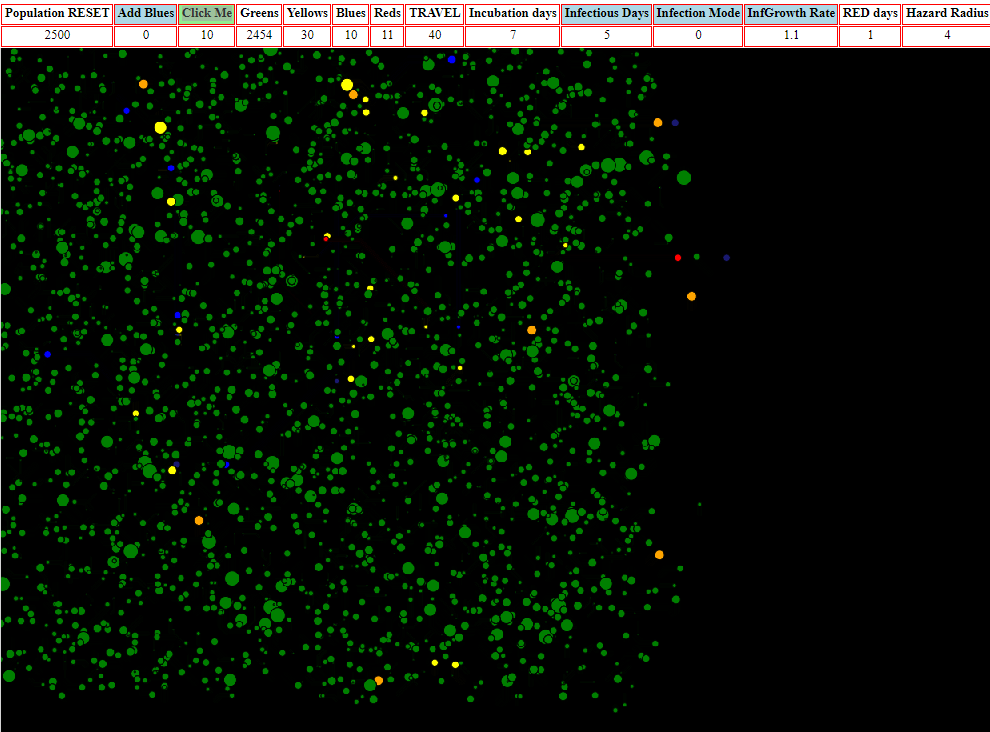 Population RESET Add Blues Click Me Greens Yellows Blues Reds TRAVEL Incubation days Infectious Days Infection Mode InfGrowth Rate RED days Hazard Radius
2500 0 10 2454 30 10 11 40 7 5 0 1.1 1 4